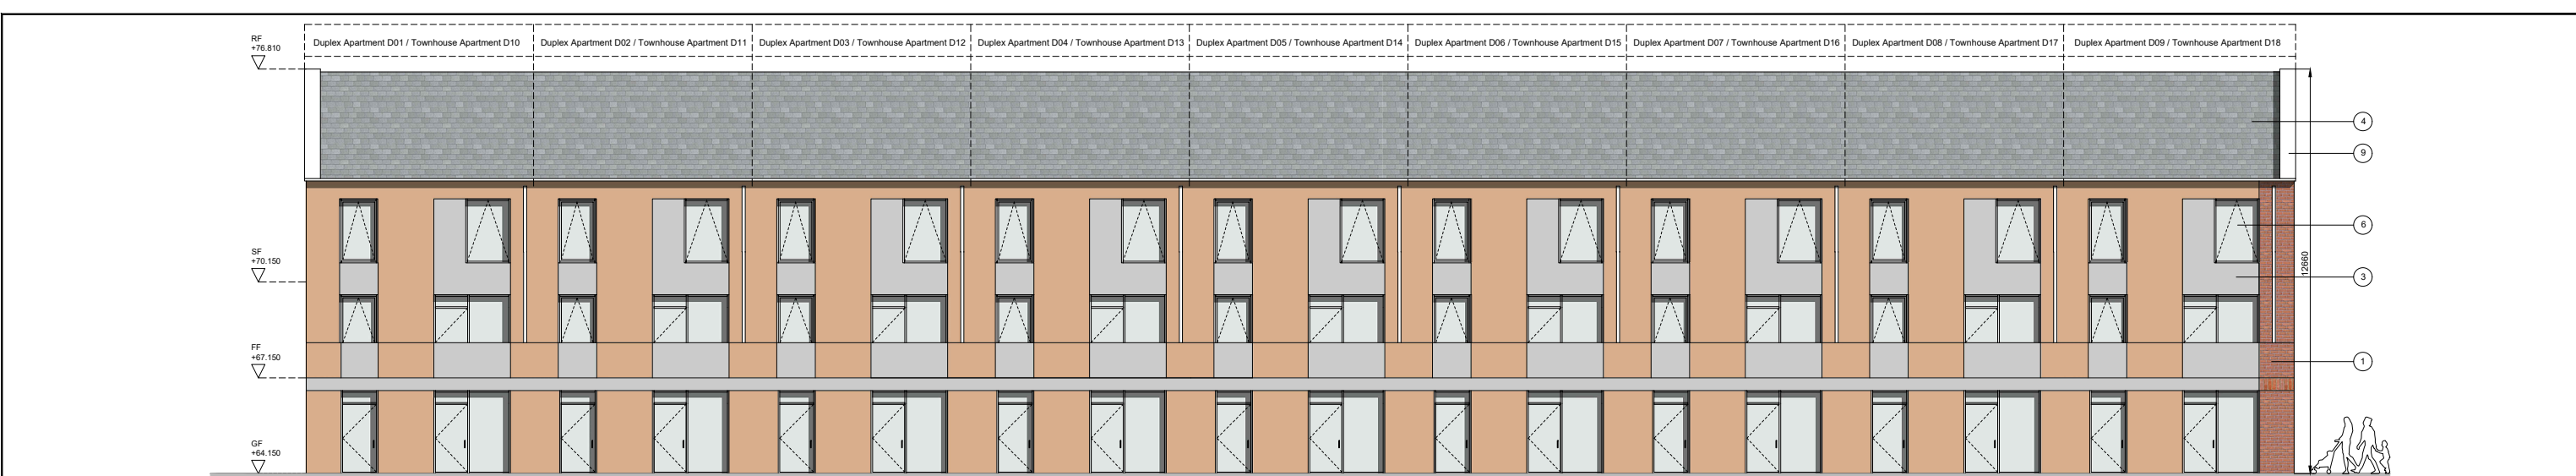 Duplex Apartment D01 / Townhouse Apartment D10
Duplex Apartment D02 / Townhouse Apartment D11
Duplex Apartment D03 / Townhouse Apartment D12
Duplex Apartment D04 / Townhouse Apartment D13
Duplex Apartment D05 / Townhouse Apartment D14
Duplex Apartment D06 / Townhouse Apartment D15
Duplex Apartment D07 / Townhouse Apartment D16
Duplex Apartment D08 / Townhouse Apartment D17
Duplex Apartment D09 / Townhouse Apartment D18
RF
+76.810
4
9
6
SF
+70.150
12660
3
FF
+67.150
1
GF
+64.150